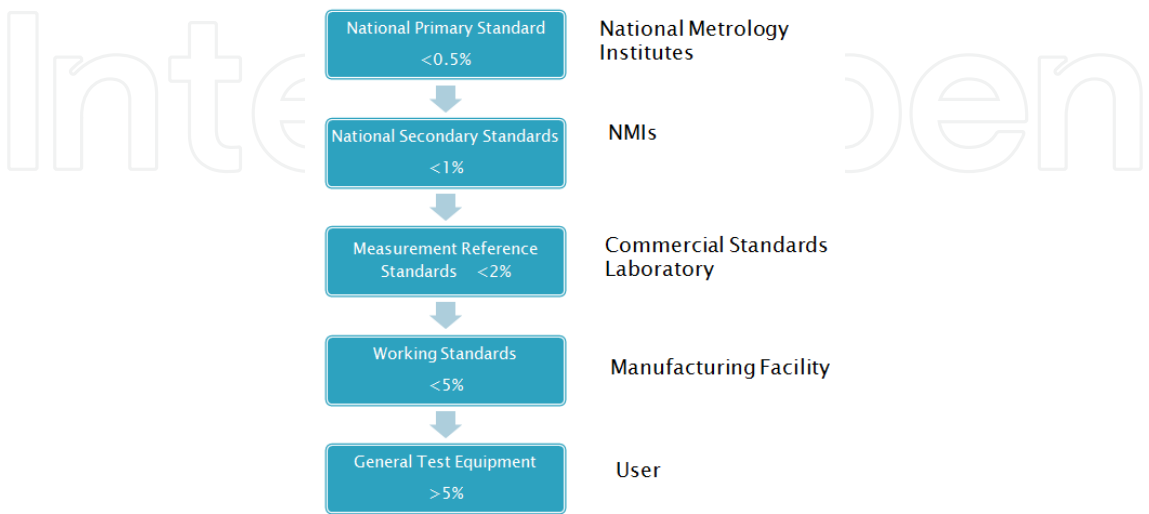 National Primary Standard
<0.5%
National Metrology
Institutes
National Secondary Standards
<1%
NMIs
Measurement Reference
Standards <2%
Commercial Standards
Laboratory
Working Standards
<5%
Manufacturing Facility
General Test Equipment
>5%
User